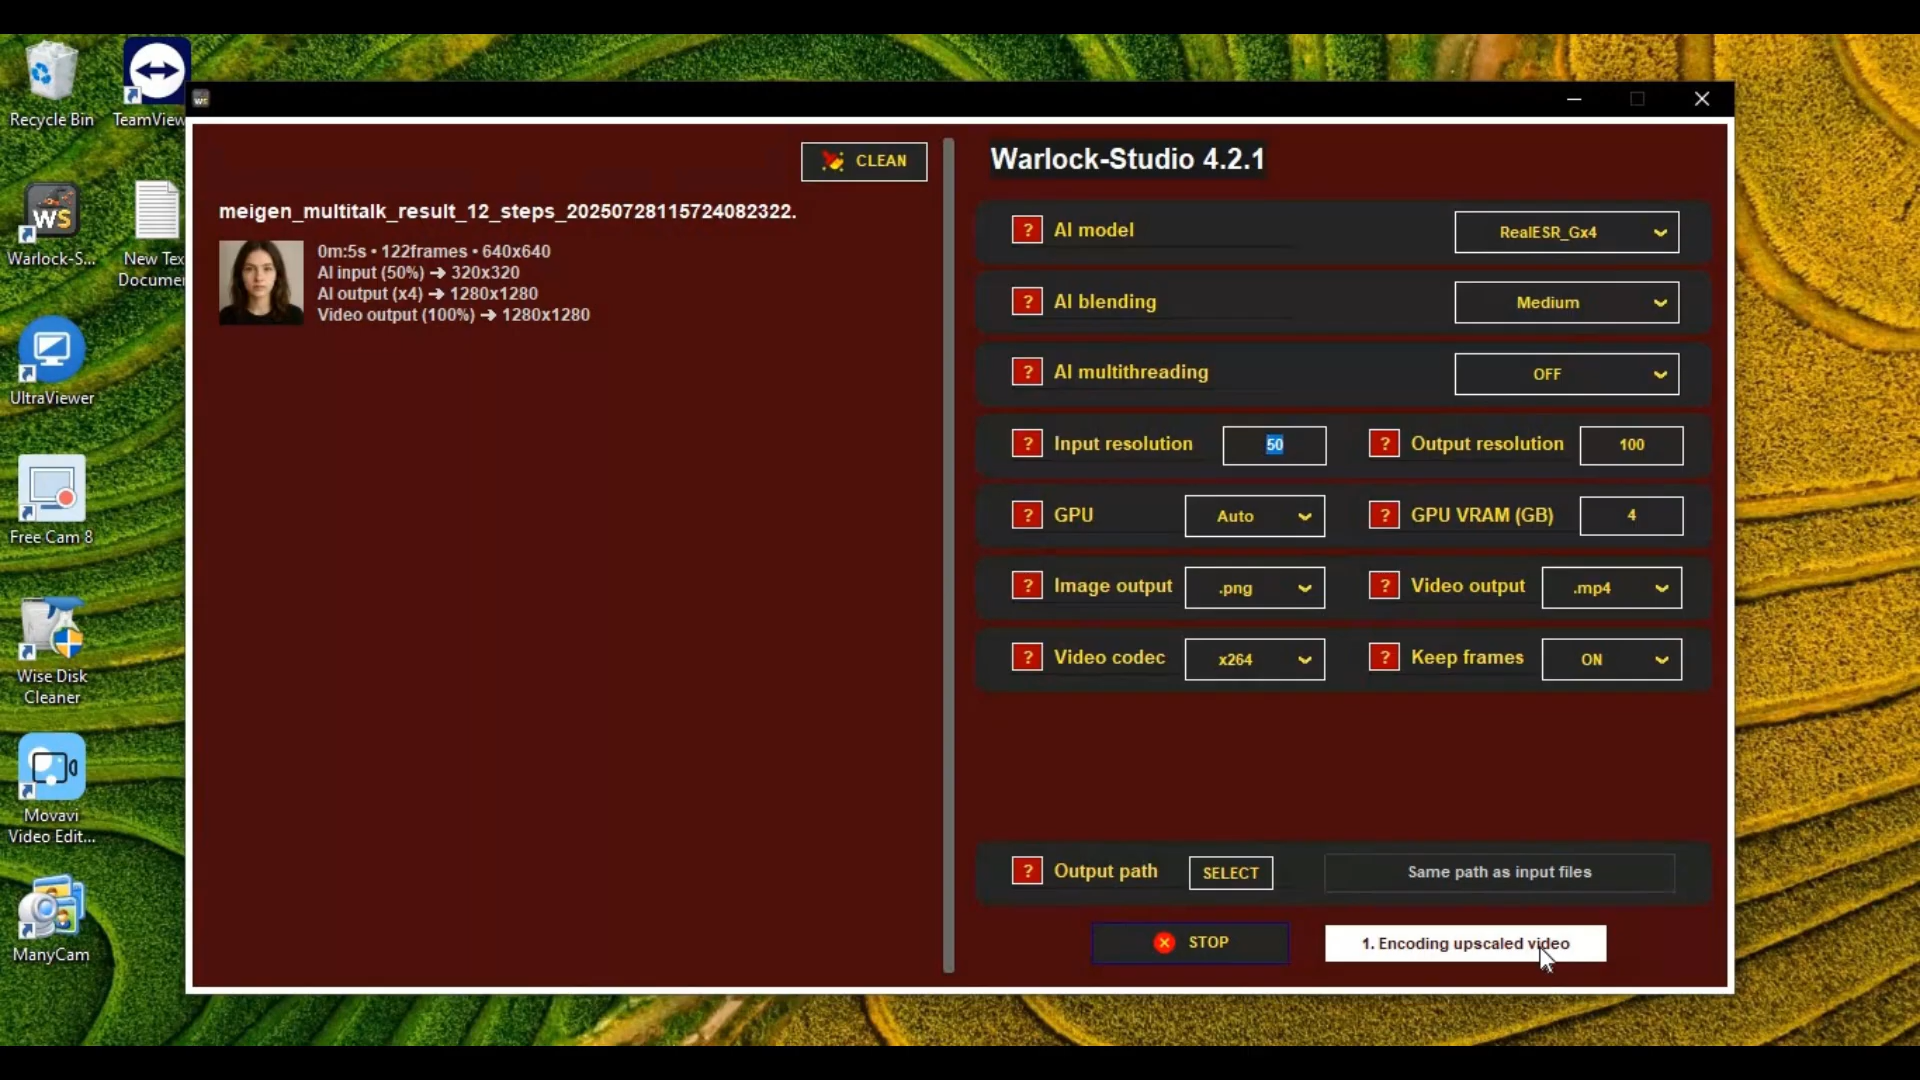 Recycle Bin
TeamView
Warlock-S...
New Tex
Documen
UltraViewer
Free Cam 8
Wise Disk
Cleaner
Movavi
Video Edit...
ManyCam
WS
WS
CLEAN
meigen_multitalk_result_12_steps_20250728115724082322.
0m:5s • 122frames • 640x640
AI input (50%) ➔ 320x320
AI output (x4) ➔ 1280x1280
Video output (100%) ➔ 1280x1280
Warlock-Studio 4.2.1
? AI model RealESR_Gx4
? AI blending Medium
? AI multithreading OFF
? Input resolution 50 ? Output resolution 100
? GPU Auto ? GPU VRAM (GB) 4
? Image output .png ? Video output .mp4
? Video codec x264 ? Keep frames ON
? Output path SELECT Same path as input files
STOP 1. Encoding upscaled video